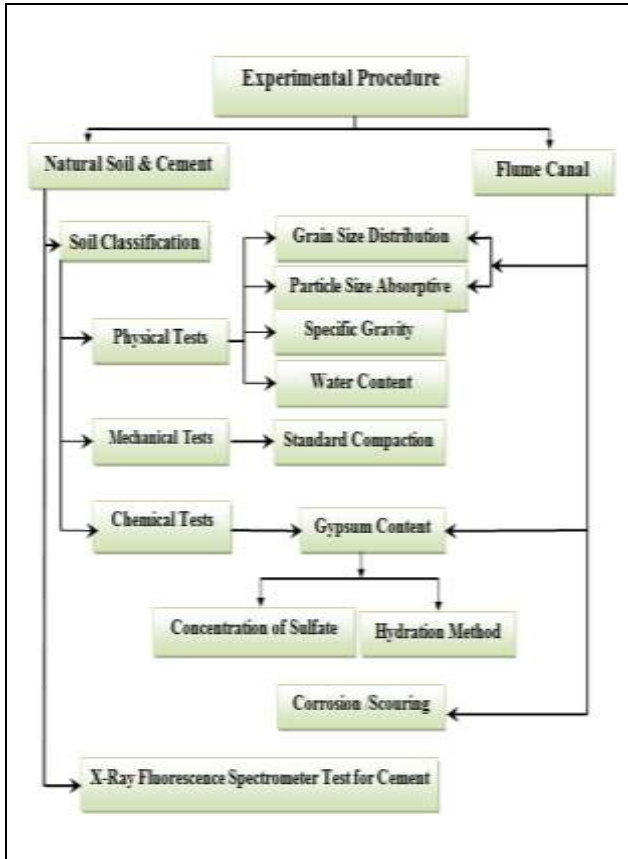 Experimental Procedure
Natural Soil & Cement
Flume Canal
Soil Classification
Grain Size Distribution
Particle Size Absorptive
Physical Tests
Specific Gravity
Water Content
Mechanical Tests
Standard Compaction
Chemical Tests
Gypsum Content
Concentration of Sulfate
Hydration Method
Corrosion /Scouring
X-Ray Fluorescence Spectrometer Test for Cement